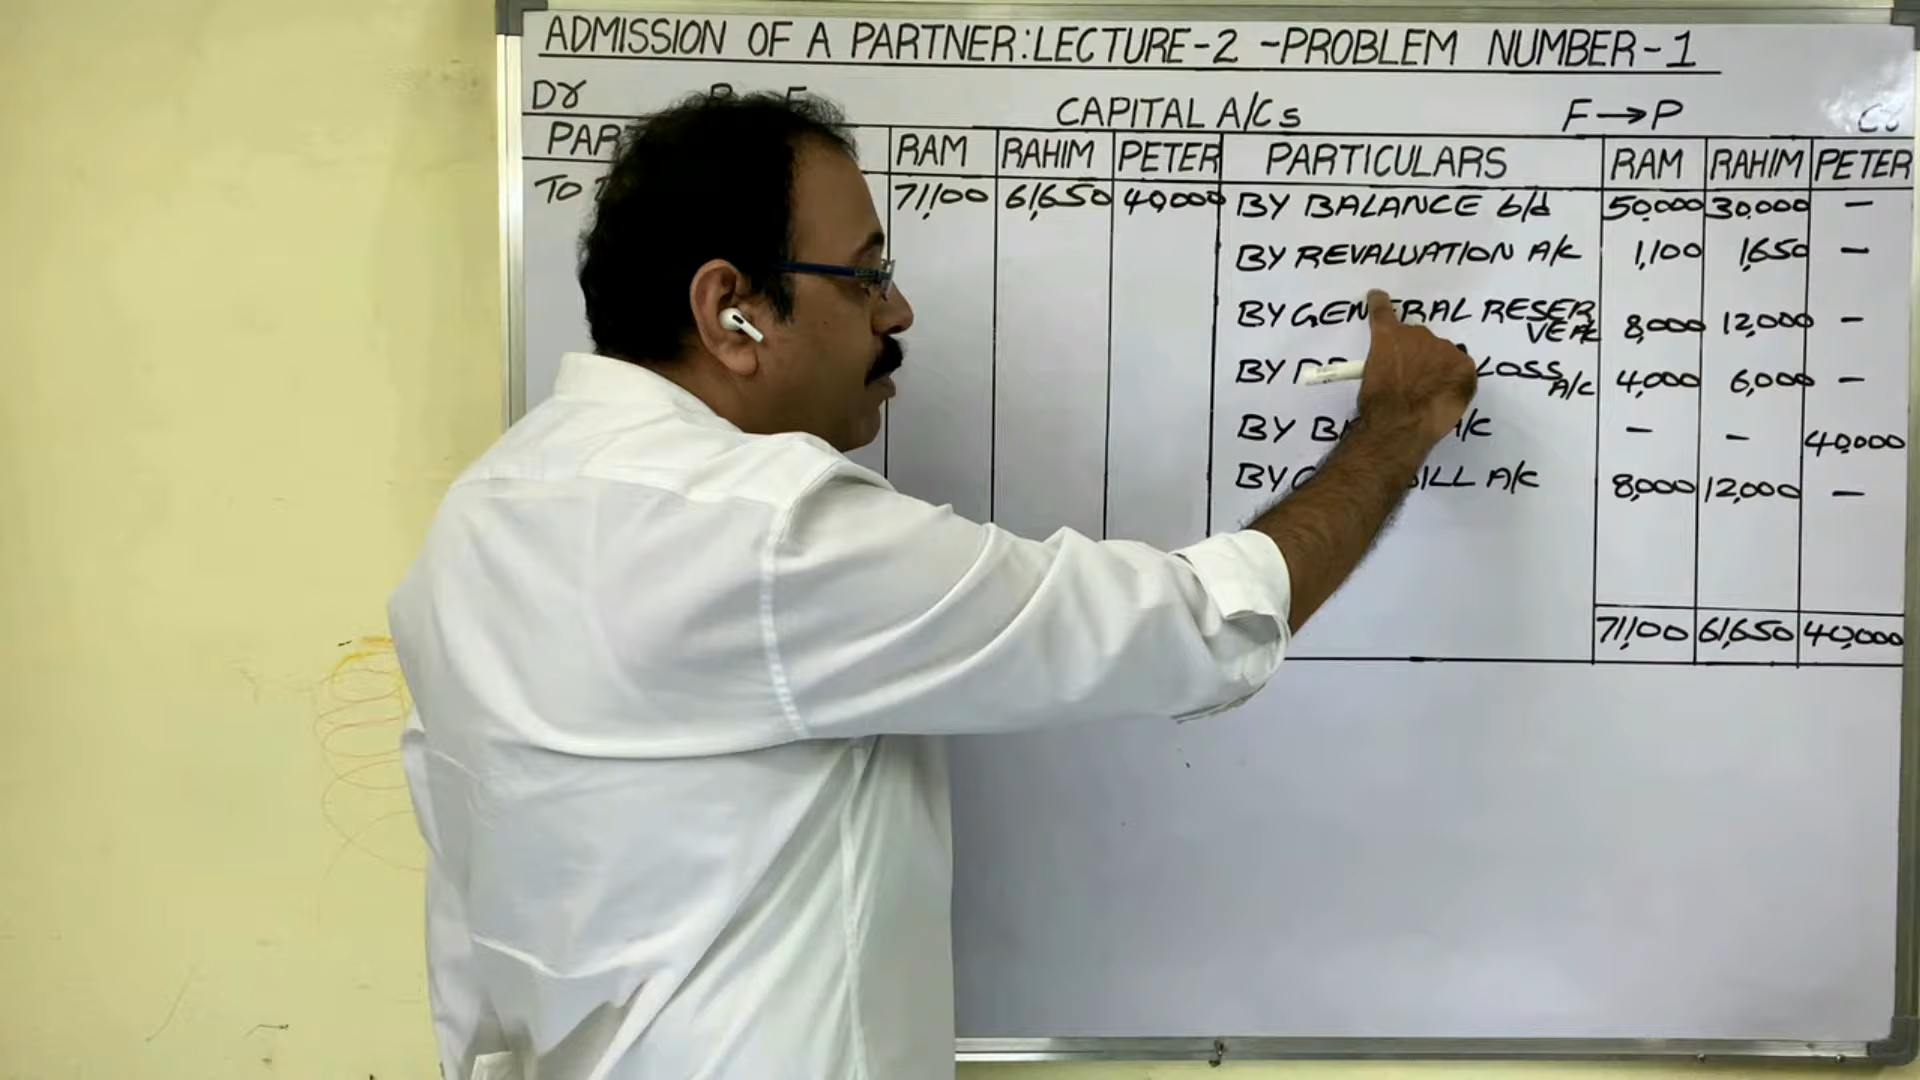 ADMISSION OF A PARTNER: LECTURE-2 -PROBLEM NUMBER-1
Dr CAPITAL A/Cs F→P Cr
RAM RAHIM PETER PARTICULARS RAM RAHIM PETER
TO 71,100 61,650 40,000 BY BALANCE b/d 50,000 30,000 -
BY REVALUATION A/c 1,100 1,650 -
BY GENERAL RESERVE A/c 8,000 12,000 -
BY LOSS A/c 4,000 6,000 -
BY A/c - - 40,000
BY A/c 8,000 12,000 -
71,100 61,650 40,000